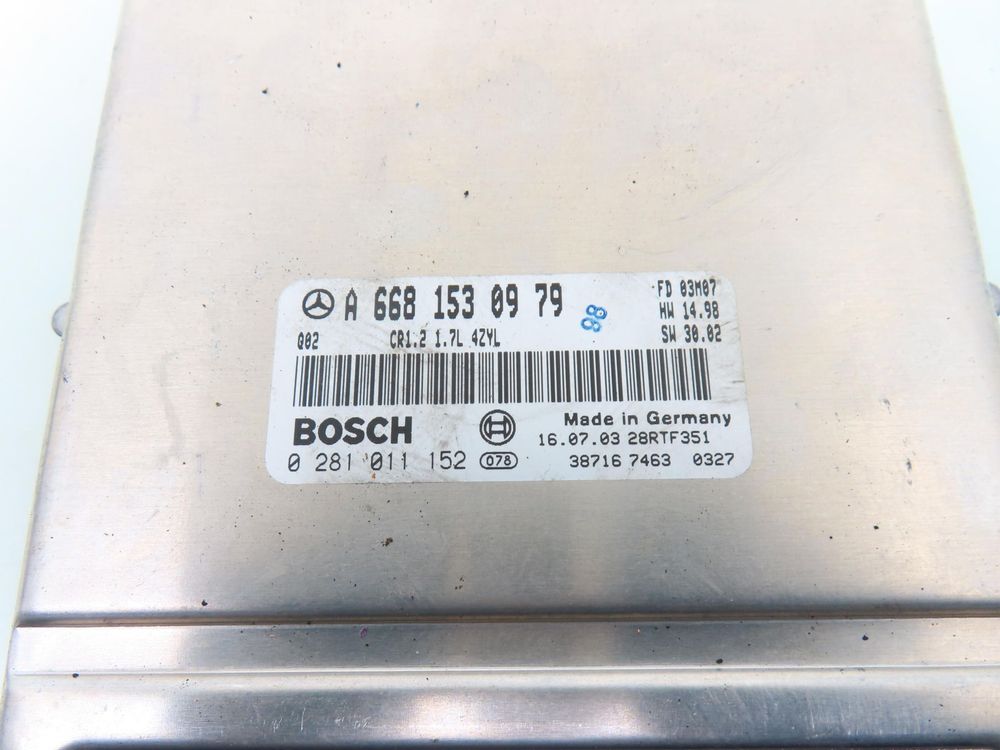 A 668 153 09 79
FD 03M07
98
HW 14.98
Q02 CR1.2 1.7L 4ZYL
SW 30.02
BOSCH
Made in Germany
16.07.03 28RTF351
0 281 011 152 078
38716 7463 0327